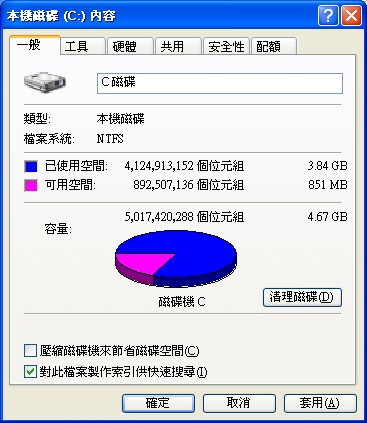 本機磁碟 (C:) 內容
一般 工具 硬體 共用 安全性 配額
C 磁碟
類型: 本機磁碟
檔案系統: NTFS
已使用空間: 4,124,913,152 個位元組 3.84 GB
可用空間: 892,507,136 個位元組 851 MB
容量: 5,017,420,288 個位元組 4.67 GB
磁碟機 C
清理磁碟(D)
壓縮磁碟機來節省磁碟空間(C)
對此檔案製作索引供快速搜尋(I)
確定 取消 套用(A)